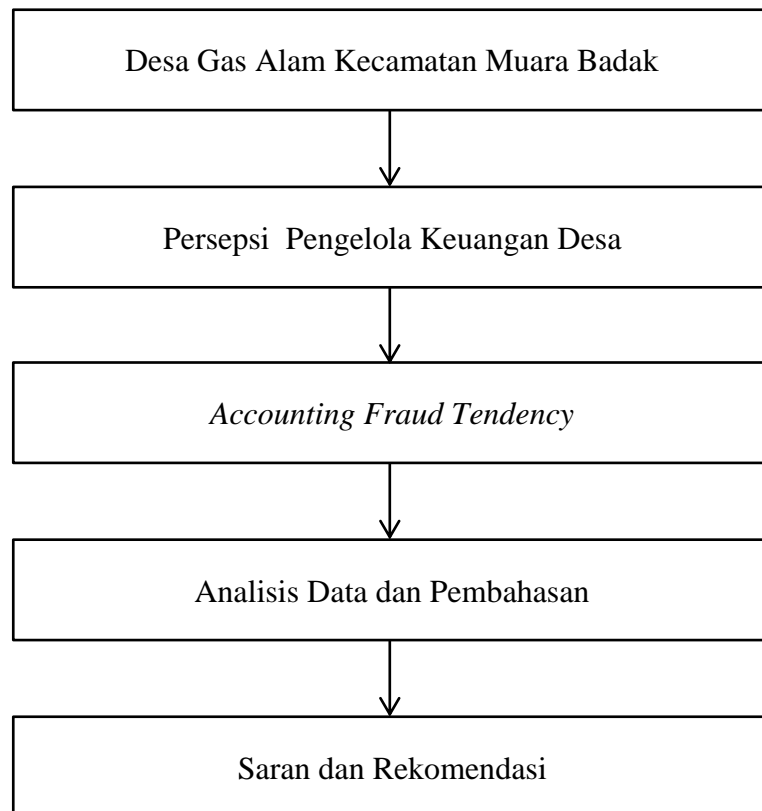 Desa Gas Alam Kecamatan Muara Badak
Persepsi Pengelola Keuangan Desa
Accounting Fraud Tendency
Analisis Data dan Pembahasan
Saran dan Rekomendasi